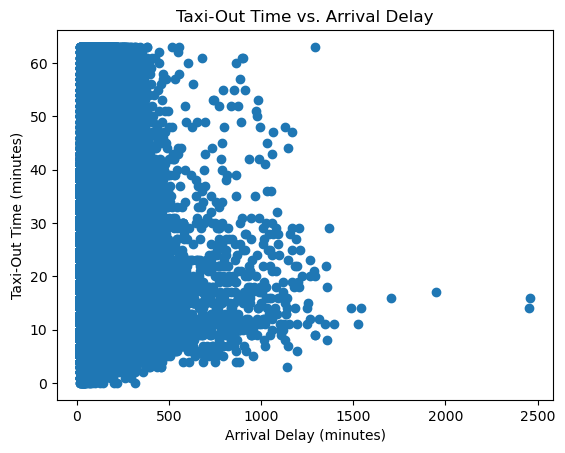 Taxi-Out Time vs. Arrival Delay
Taxi-Out Time (minutes)
60
50
40
30
20
10
0
0 500 1000 1500 2000 2500
Arrival Delay (minutes)